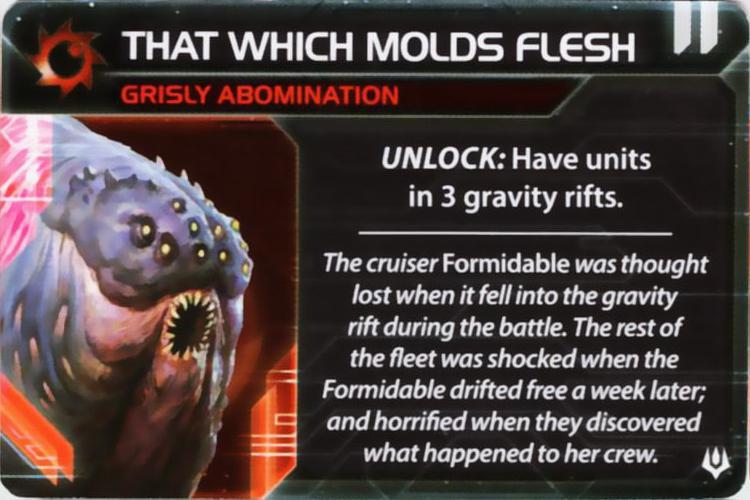 THAT WHICH MOLDS FLESH
GRISLY ABOMINATION
UNLOCK: Have units
in 3 gravity rifts.
The cruiser Formidable was thought
lost when it fell into the gravity
rift during the battle. The rest of
the fleet was shocked when the
Formidable drifted free a week later;
and horrified when they discovered
what happened to her crew.